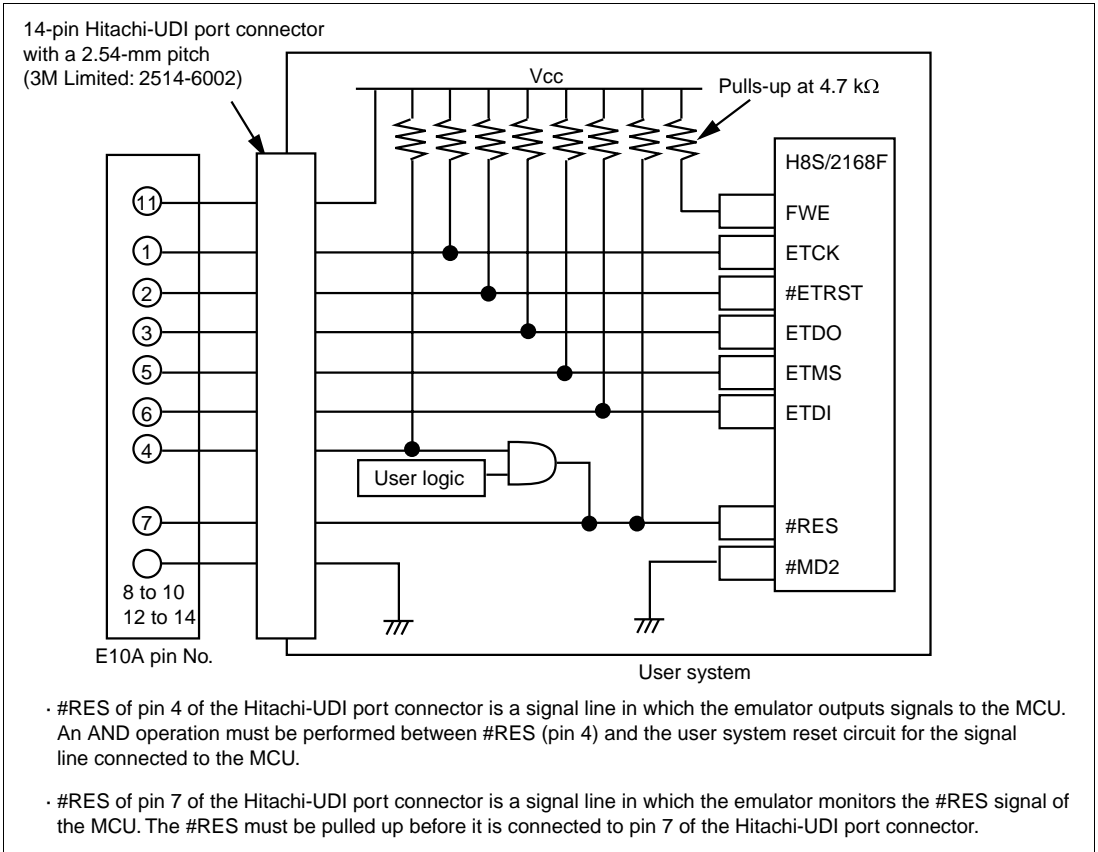 14-pin Hitachi-UDI port connector
with a 2.54-mm pitch
(3M Limited: 2514-6002)
Vcc
Pulls-up at 4.7 kΩ
H8S/2168F
11
FWE
1
ETCK
2
#ETRST
3
ETDO
5
ETMS
6
ETDI
4
User logic
7
#RES
#MD2
8 to 10
12 to 14
E10A pin No.
User system
· #RES of pin 4 of the Hitachi-UDI port connector is a signal line in which the emulator outputs signals to the MCU.
An AND operation must be performed between #RES (pin 4) and the user system reset circuit for the signal
line connected to the MCU.
· #RES of pin 7 of the Hitachi-UDI port connector is a signal line in which the emulator monitors the #RES signal of
the MCU. The #RES must be pulled up before it is connected to pin 7 of the Hitachi-UDI port connector.